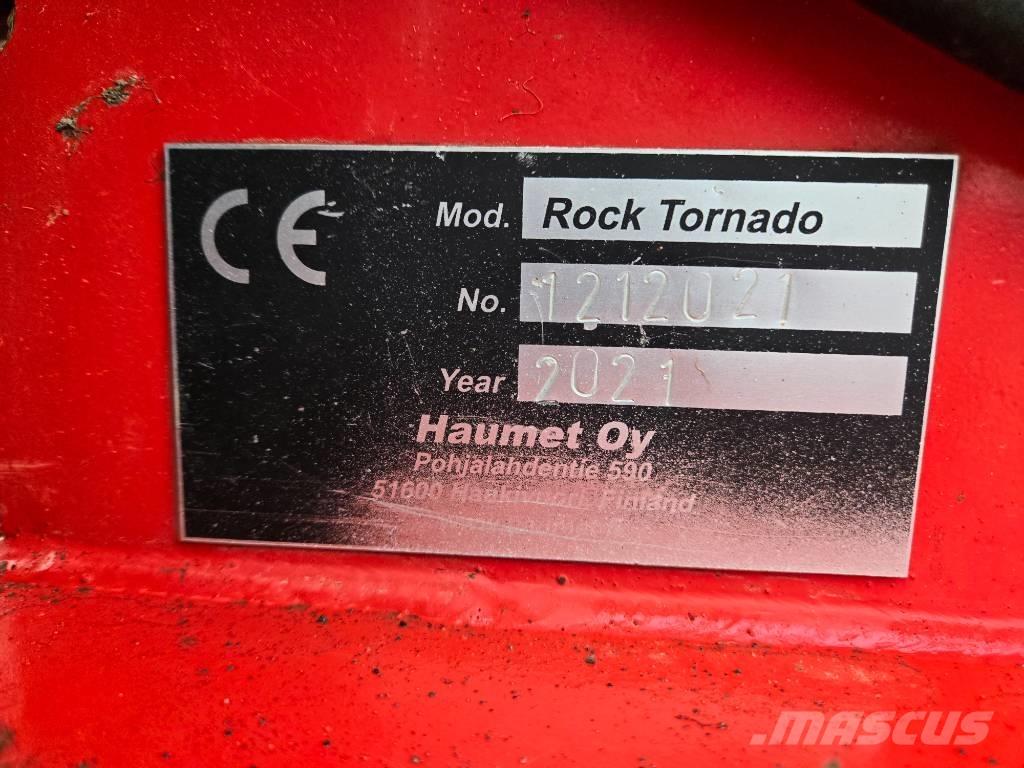 CE
Mod. Rock Tornado
No. 1212021
Year 2021
Haumet Oy
Pohjalahdentie 590
51600 Finland
MASCUS